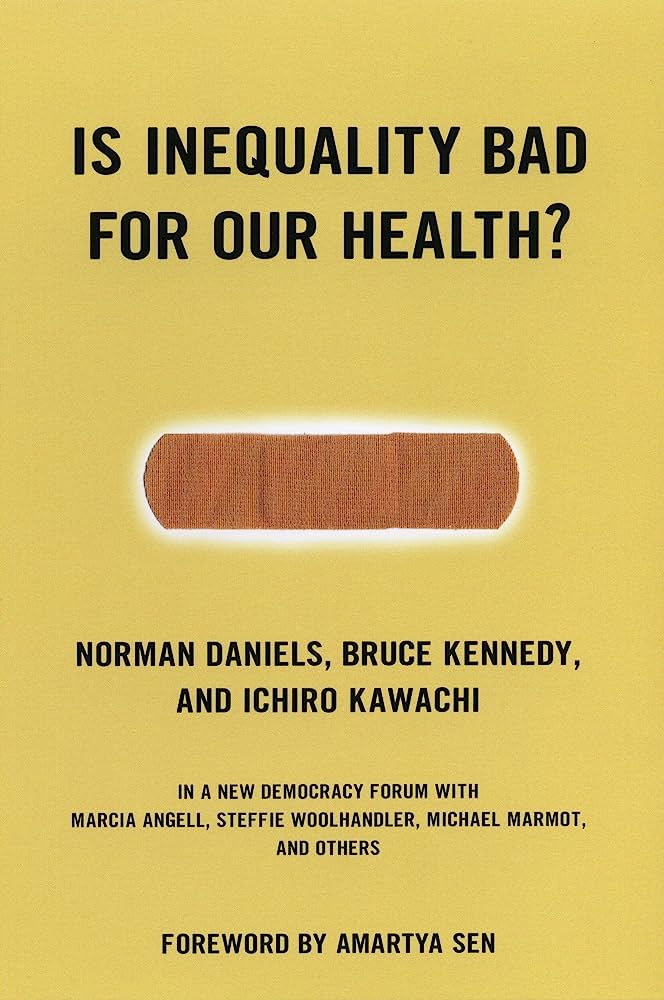 IS INEQUALITY BAD
FOR OUR HEALTH?
NORMAN DANIELS, BRUCE KENNEDY,
AND ICHIRO KAWACHI
IN A NEW DEMOCRACY FORUM WITH
MARCIA ANGELL, STEFFIE WOOLHANDLER, MICHAEL MARMOT,
AND OTHERS
FOREWORD BY AMARTYA SEN